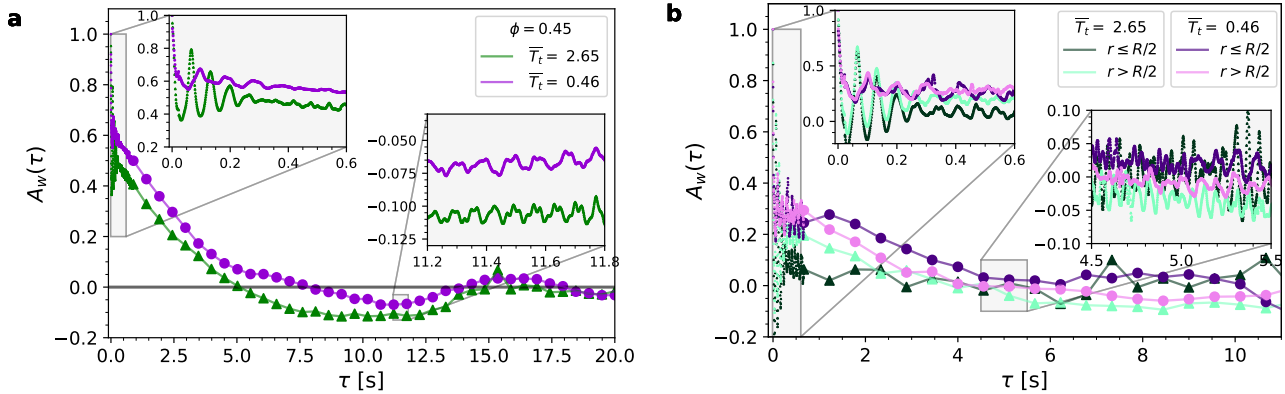 a
A_w(τ)
1.0
0.8
0.6
0.4
0.2
0.0
−0.2
0.0 2.5 5.0 7.5 10.0 12.5 15.0 17.5 20.0
τ [s]
ϕ = 0.45
T̅_t = 2.65
T̅_t = 0.46
1.0
0.8
0.6
0.4
0.2
0.0 0.2 0.4 0.6
−0.050
−0.075
−0.100
−0.125
11.2 11.4 11.6 11.8
b
A_w(τ)
1.0
0.8
0.6
0.4
0.2
0.0
−0.2
0 2 4 6 8 10
τ [s]
T̅_t = 2.65
r ≤ R/2
r > R/2
T̅_t = 0.46
r ≤ R/2
r > R/2
0.5
0.0
0.0 0.2 0.4 0.6
0.10
0.05
0.00
−0.05
−0.10
4.5 5.0 5.5